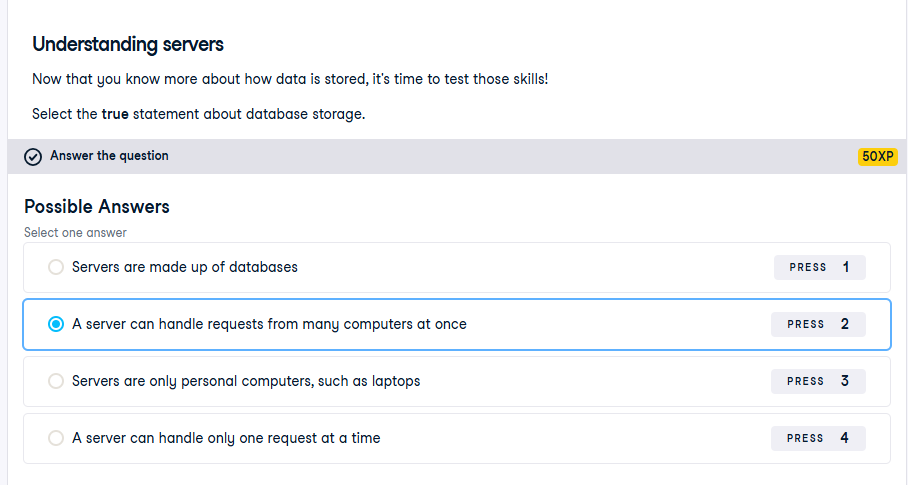 Understanding servers
Now that you know more about how data is stored, it's time to test those skills!
Select the true statement about database storage.
Answer the question 50XP
Possible Answers
Select one answer
Servers are made up of databases PRESS 1
A server can handle requests from many computers at once PRESS 2
Servers are only personal computers, such as laptops PRESS 3
A server can handle only one request at a time PRESS 4